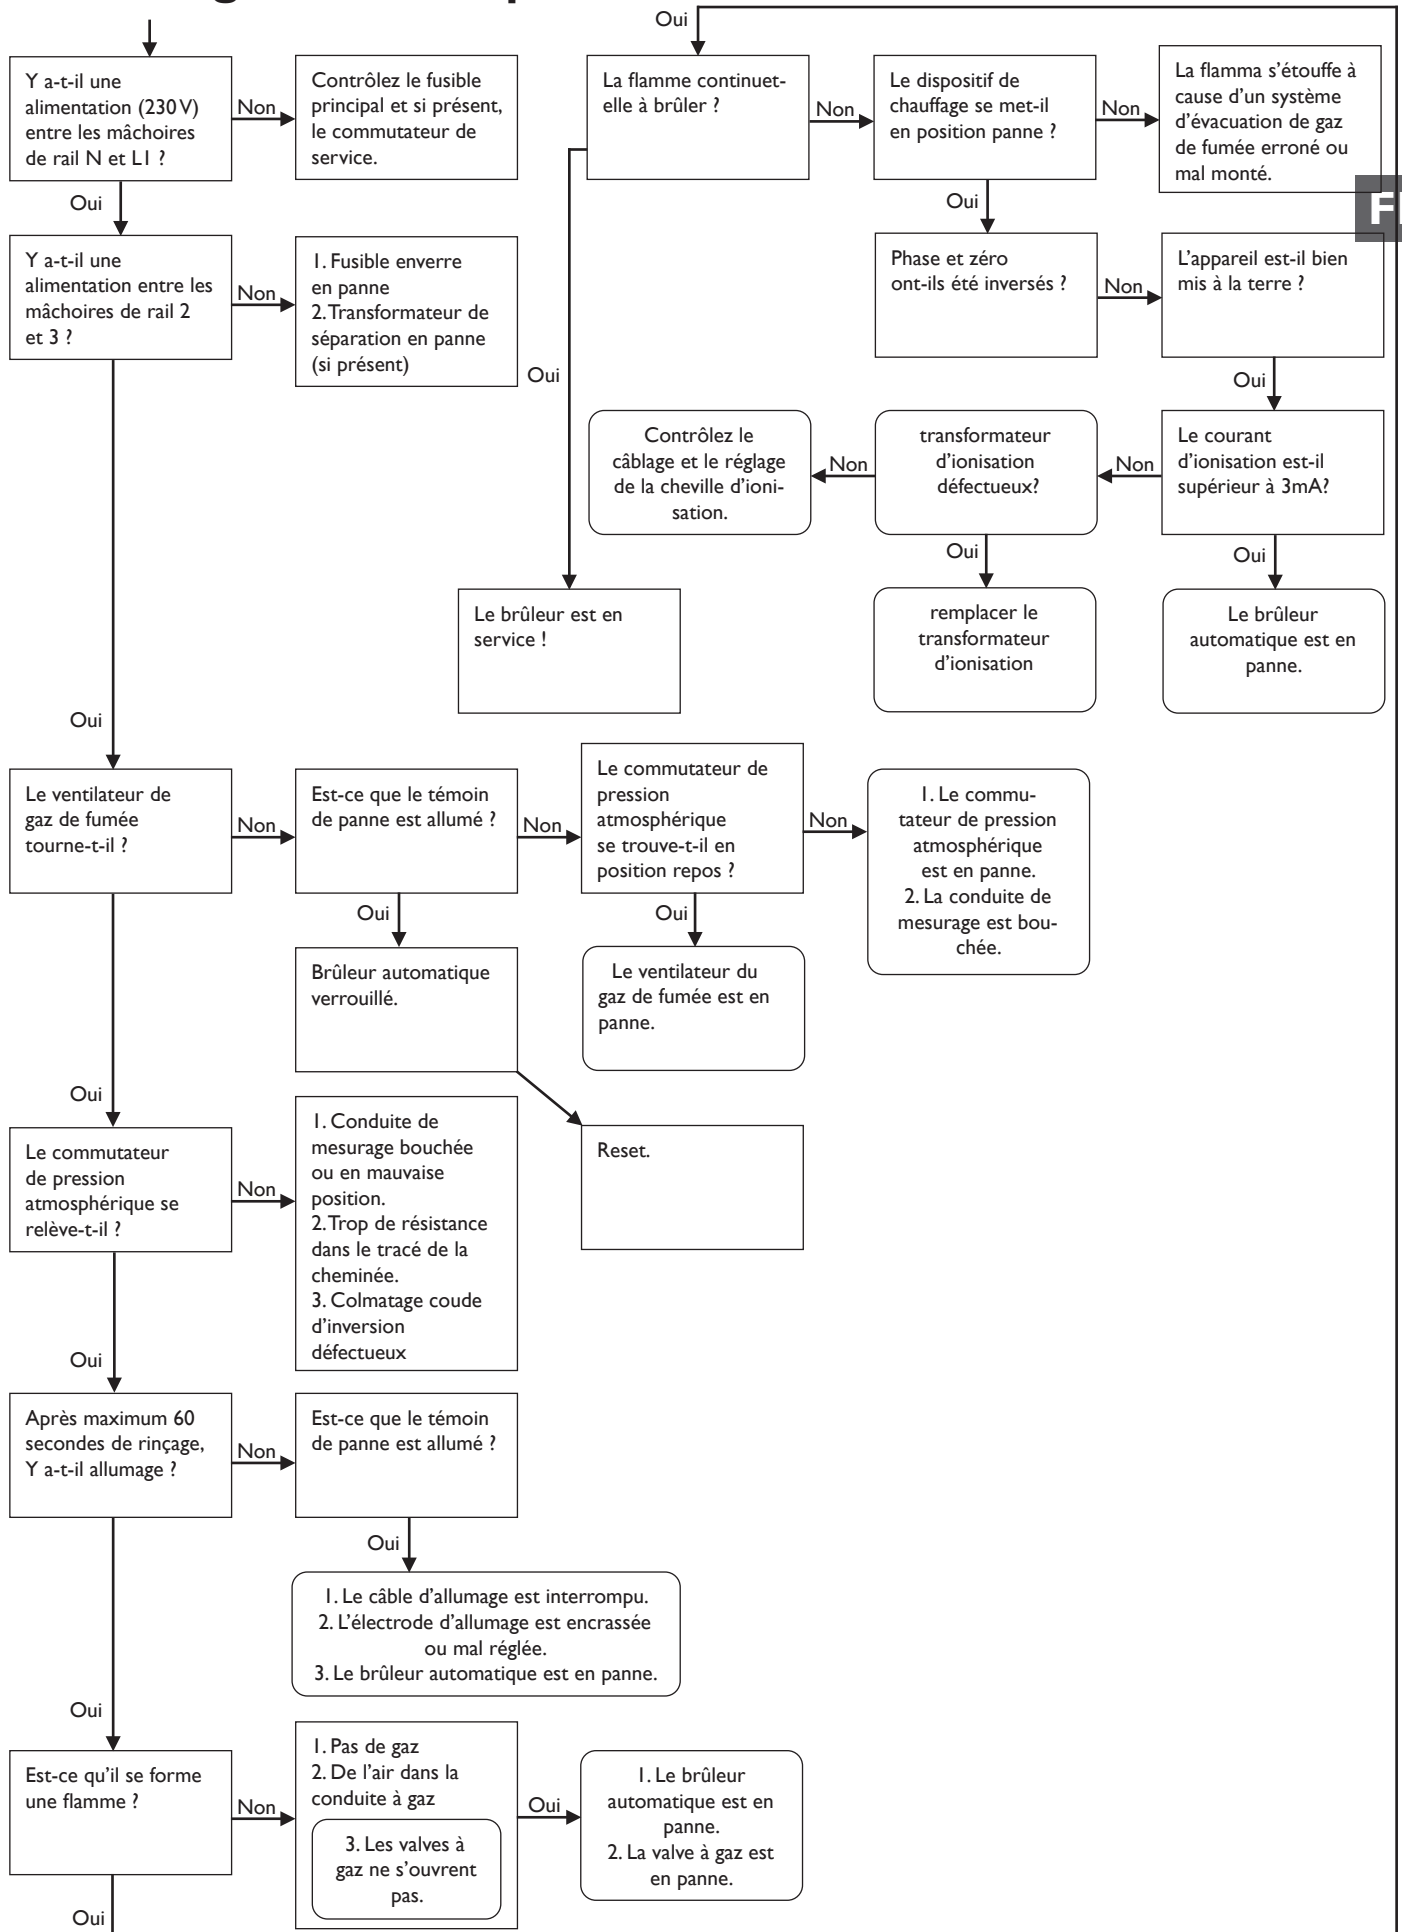 Oui
Y a-t-il une
alimentation (230 V)
entre les mâchoires
de rail N et L1 ?
Non
Contrôlez le fusible
principal et si présent,
le commutateur de
service.
La flamme continuet-
elle à brûler ?
Non
Le dispositif de
chauffage se met-il
en position panne ?
Non
La flamma s'étouffe à
cause d'un système
d'évacuation de gaz
de fumée erroné ou
mal monté.
Oui
Oui
Y a-t-il une
alimentation entre les
mâchoires de rail 2
et 3 ?
Non
1. Fusible enverre
en panne
2. Transformateur de
séparation en panne
(si présent)
Phase et zéro
ont-ils été inversés ?
Non
L'appareil est-il bien
mis à la terre ?
Oui
Oui
Contrôlez le
câblage et le réglage
de la cheville d'ioni-
sation.
Non
transformateur
d'ionisation
défectueux?
Non
Le courant
d'ionisation est-il
supérieur à 3mA?
Oui
Oui
Le brûleur est en
service !
remplacer le
transformateur
d'ionisation
Le brûleur
automatique est en
panne.
Oui
Le ventilateur de
gaz de fumée
tourne-t-il ?
Non
Est-ce que le témoin
de panne est allumé ?
Non
Le commutateur de
pression
atmosphérique
se trouve-t-il en
position repos ?
Non
1. Le commu-
tateur de pression
atmosphérique
est en panne.
2. La conduite de
mesurage est bou-
chée.
Oui
Oui
Brûleur automatique
verrouillé.
Le ventilateur du
gaz de fumée est en
panne.
Oui
Le commutateur
de pression
atmosphérique se
relève-t-il ?
Non
1. Conduite de
mesurage bouchée
ou en mauvaise
position.
2. Trop de résistance
dans le tracé de la
cheminée.
3. Colmatage coude
d'inversion
défectueux
Reset.
Oui
Après maximum 60
secondes de rinçage,
Y a-t-il allumage ?
Non
Est-ce que le témoin
de panne est allumé ?
Oui
1. Le câble d'allumage est interrompu.
2. L'électrode d'allumage est encrassée
ou mal réglée.
3. Le brûleur automatique est en panne.
Oui
Est-ce qu'il se forme
une flamme ?
Non
1. Pas de gaz
2. De l'air dans la
conduite à gaz
3. Les valves à
gaz ne s'ouvrent
pas.
Oui
1. Le brûleur
automatique est en
panne.
2. La valve à gaz est
en panne.
Oui